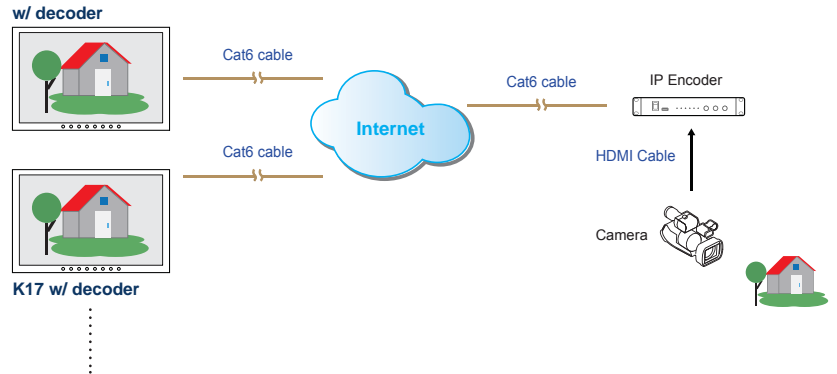 w/ decoder
Cat6 cable
Cat6 cable
IP Encoder
Internet
Cat6 cable
HDMI Cable
Camera
K17 w/ decoder